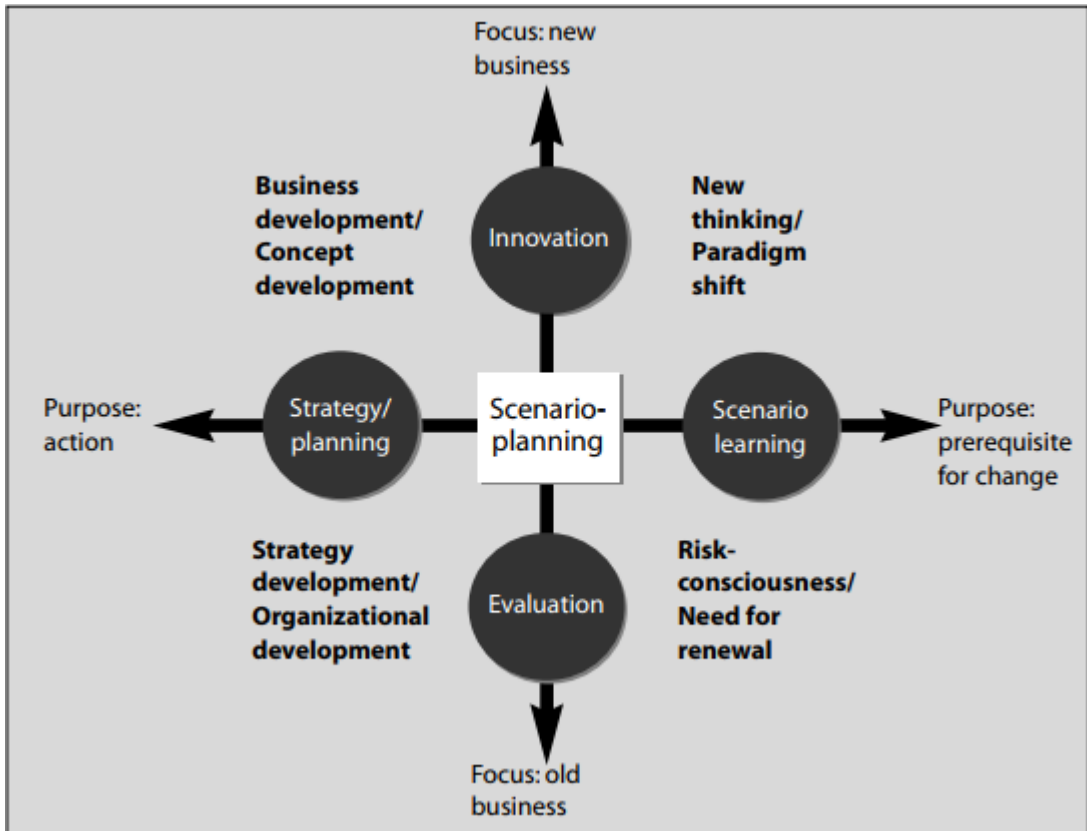 Focus: new
business
Business
development/
Concept
development
Innovation
New
thinking/
Paradigm
shift
Purpose:
action
Strategy/
planning
Scenario-
planning
Scenario
learning
Purpose:
prerequisite
for change
Strategy
development/
Organizational
development
Evaluation
Risk-
consciousness/
Need for
renewal
Focus: old
business